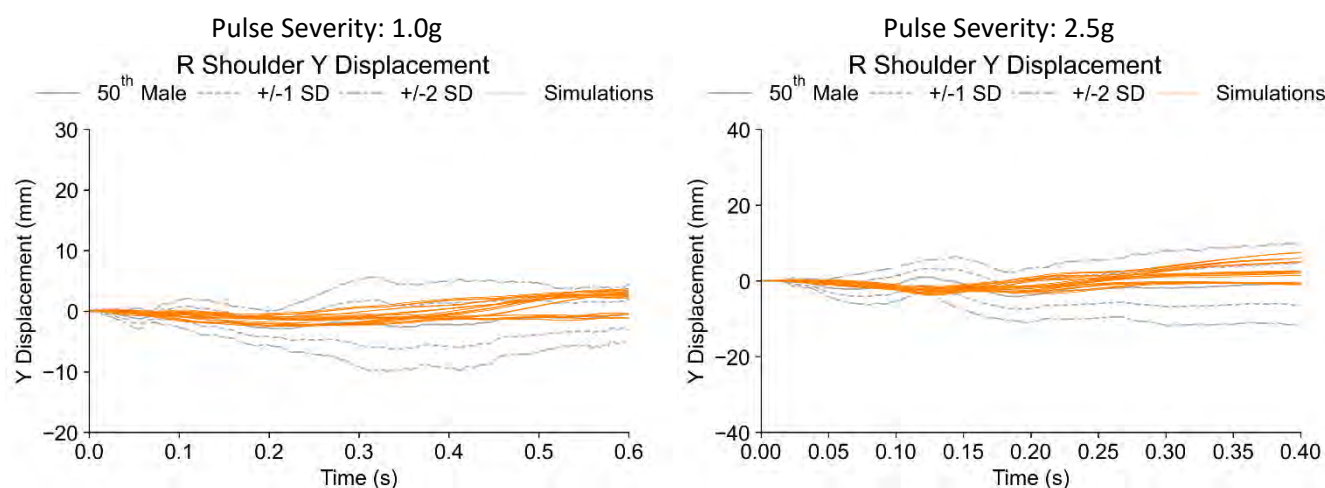 Pulse Severity: 1.0g
R Shoulder Y Displacement
50th Male +/-1 SD +/-2 SD Simulations
30
20
10
0
−10
−20
Y Displacement (mm)
0.0 0.1 0.2 0.3 0.4 0.5 0.6
Time (s)
Pulse Severity: 2.5g
R Shoulder Y Displacement
50th Male +/-1 SD +/-2 SD Simulations
40
20
0
−20
−40
Y Displacement (mm)
0.00 0.05 0.10 0.15 0.20 0.25 0.30 0.35 0.40
Time (s)